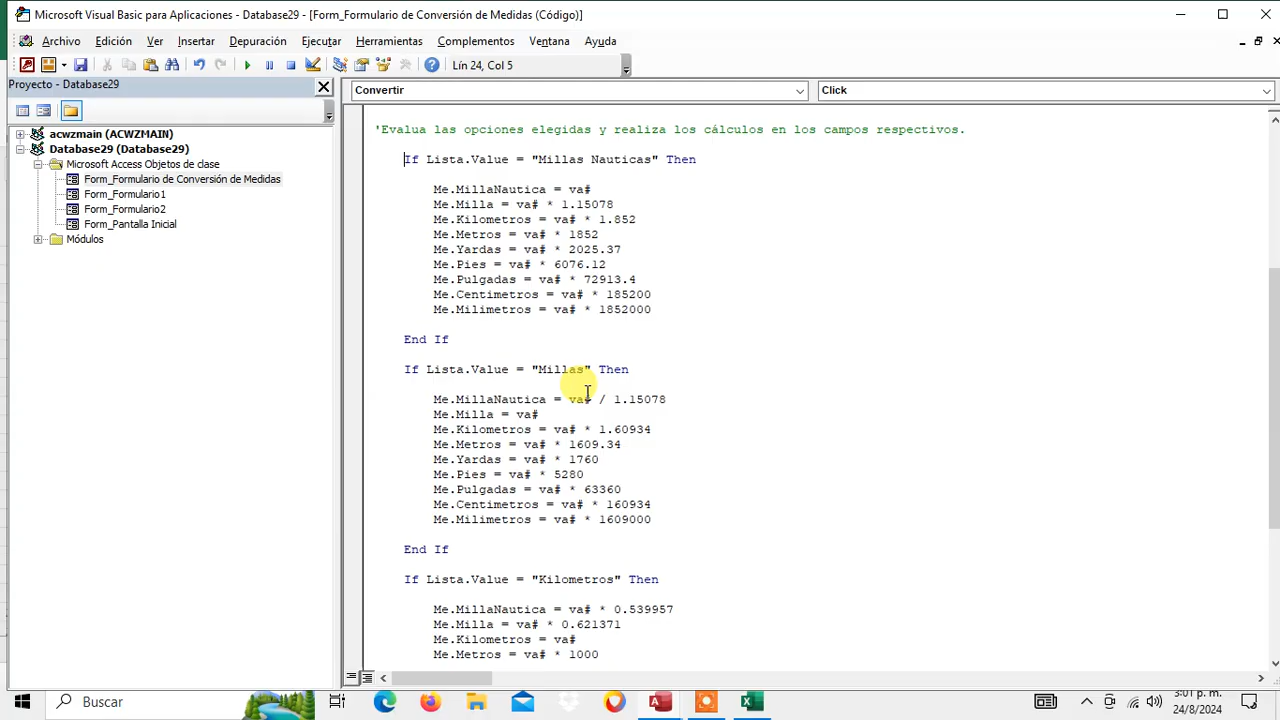 Microsoft Visual Basic para Aplicaciones - Database29 - [Form_Formulario de Conversión de Medidas (Código)]
Archivo Edición Ver Insertar Depuración Ejecutar Herramientas Complementos Ventana Ayuda
Lín 24, Col 5
Proyecto - Database29
acwzmain (ACWZMAIN)
Database29 (Database29)
Microsoft Access Objetos de clase
Form_Formulario de Conversión de Medidas
Form_Formulario1
Form_Formulario2
Form_Pantalla Inicial
Módulos
Convertir Click
'Evalua las opciones elegidas y realiza los cálculos en los campos respectivos.
If Lista.Value = "Millas Nauticas" Then
Me.MillaNautica = va#
Me.Milla = va# * 1.15078
Me.Kilometros = va# * 1.852
Me.Metros = va# * 1852
Me.Yardas = va# * 2025.37
Me.Pies = va# * 6076.12
Me.Pulgadas = va# * 72913.4
Me.Centimetros = va# * 185200
Me.Milimetros = va# * 1852000
End If
If Lista.Value = "Millas" Then
Me.MillaNautica = va# / 1.15078
Me.Milla = va#
Me.Kilometros = va# * 1.60934
Me.Metros = va# * 1609.34
Me.Yardas = va# * 1760
Me.Pies = va# * 5280
Me.Pulgadas = va# * 63360
Me.Centimetros = va# * 160934
Me.Milimetros = va# * 1609000
End If
If Lista.Value = "Kilometros" Then
Me.MillaNautica = va# * 0.539957
Me.Milla = va# * 0.621371
Me.Kilometros = va#
Me.Metros = va# * 1000
Buscar
3:01 p. m.
24/8/2024